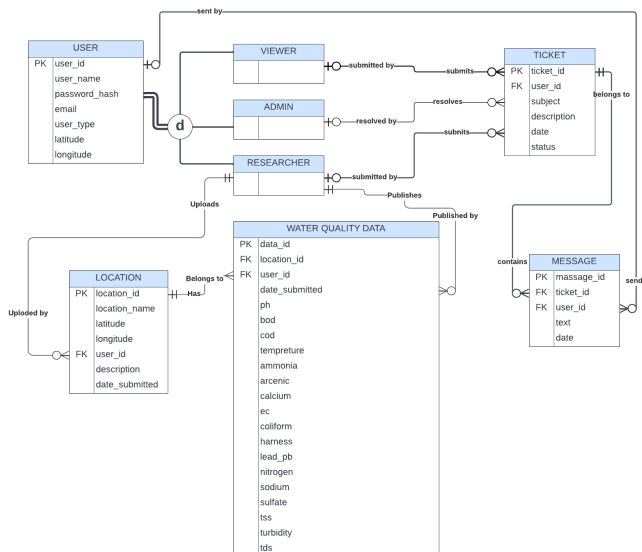 sent by
USER
PK user_id
user_name
password_hash
email
user_type
latitude
longitude
d
VIEWER
submitted by
submits
ADMIN
resolved by
resolves
RESEARCHER
submitted by
subnits
TICKET
PK ticket_id
FK user_id
subject
description
date
status
belongs to
Uploads
Publishes
Published by
WATER QUALITY DATA
PK data_id
FK location_id
FK user_id
date_submitted
ph
bod
cod
tempreture
ammonia
arcenic
calcium
ec
coliform
harness
lead_pb
nitrogen
sodium
sulfate
tss
turbidity
tds
LOCATION
PK location_id
location_name
latitude
longitude
FK user_id
description
date_submitted
Belongs to
Has
Uploded by
contains
MESSAGE
PK massage_id
FK ticket_id
FK user_id
text
date
send